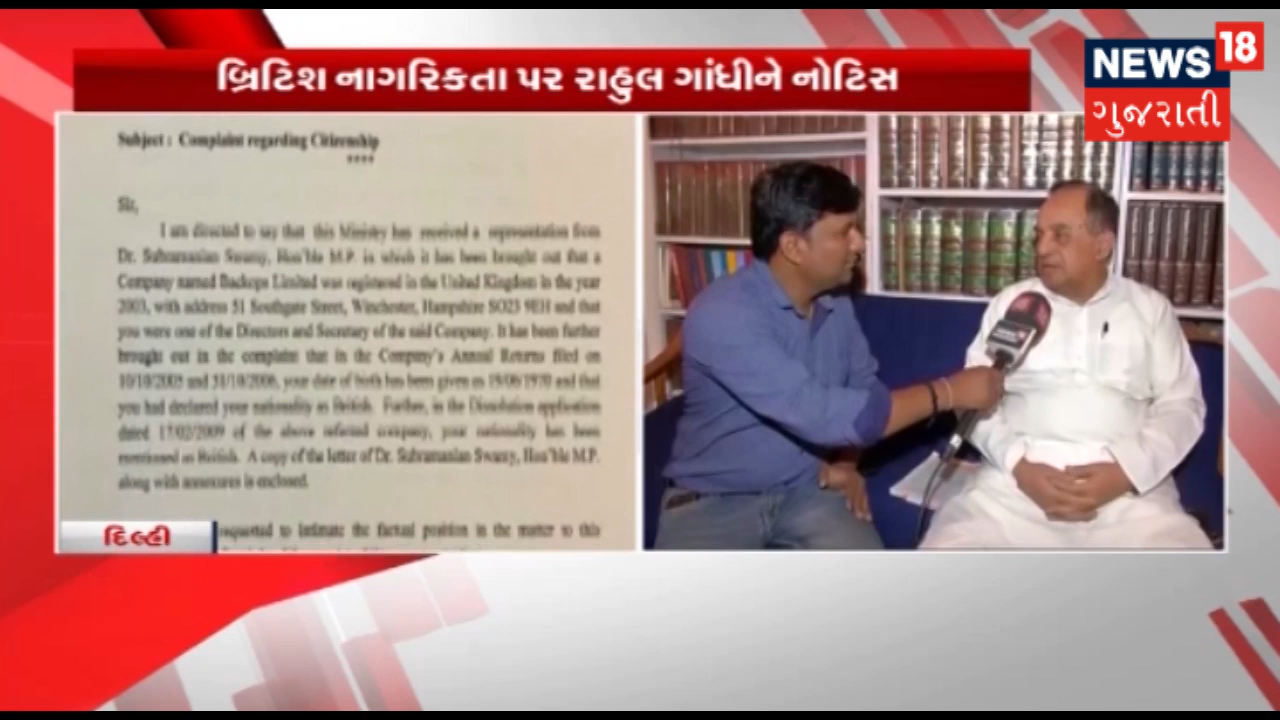 બ્રિટિશ નાગરિકતા પર રાહુલ ગાંધીને નોટિસ
NEWS 18
ગુજરાતી
Subject : Complaint regarding Citizenship
****
Sir,
I am directed to say that this Ministry has received a representation from
Dr. Subramanian Swamy, Hon'ble M.P. in which it has been brought out that a
Company named Backops Limited was registered in the United Kingdom in the year
2003, with address 51 Southgate Street, Winchester, Hampshire SO23 9EH and that
you were one of the Directors and Secretary of the said Company. It has been further
brought out in the complaint that in the Company's Annual Returns filed on
10/10/2005 and 31/10/2006, your date of birth has been given as 19/06/1970 and that
you had declared your nationality as British. Further, in the Dissolution application
dated 17/02/2009 of the above referred company, your nationality has been
mentioned as British. A copy of the letter of Dr. Subramanian Swamy, Hon'ble M.P.
along with annexures is enclosed.
requested to intimate the factual position in the matter to this
દિલ્હી